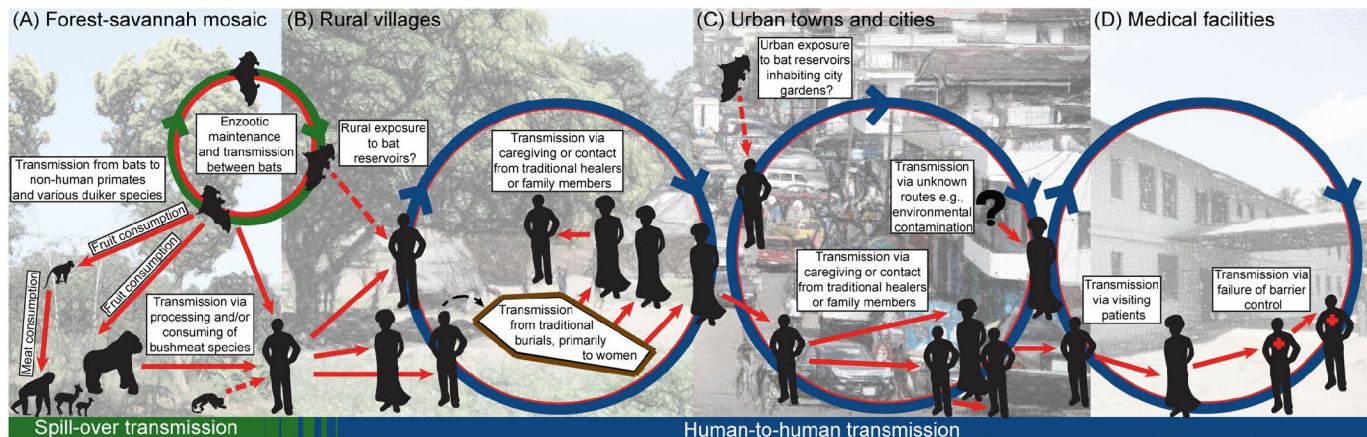 (A) Forest-savannah mosaic
(B) Rural villages
(C) Urban towns and cities
(D) Medical facilities
Enzootic
maintenance
and transmission
between bats
Transmission from bats to
non-human primates
and various duiker species
Fruit consumption
Fruit consumption
Meat consumption
Transmission via
processing and/or
consuming of
bushmeat species
Rural exposure
to bat
reservoirs?
Transmission via
caregiving or contact
from traditional healers
or family members
Transmission
from traditional
burials, primarily
to women
Urban exposure
to bat reservoirs
inhabiting city
gardens?
Transmission
via unknown
routes e.g.,
environmental
contamination
?
Transmission via
caregiving or contact
from traditional healers
or family members
Transmission
via visiting
patients
Transmission via
failure of barrier
control
Spill-over transmission
Human-to-human transmission